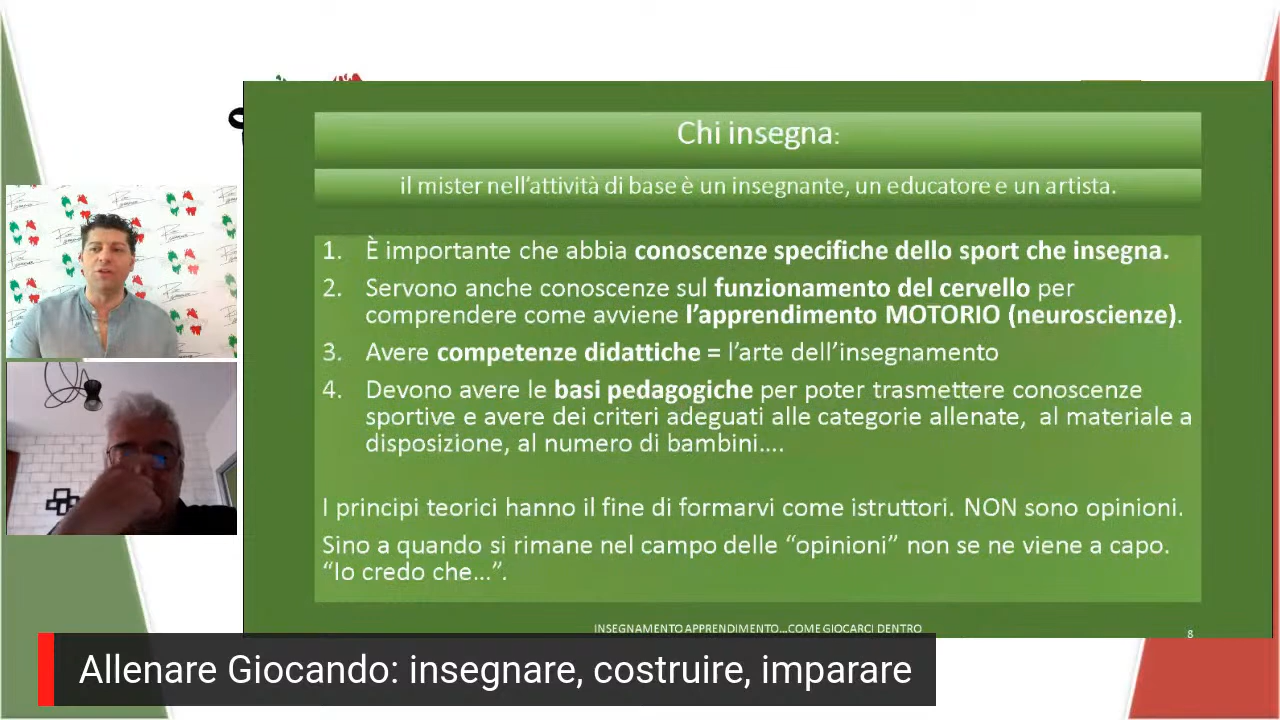 Chi insegna:
il mister nell'attività di base è un insegnante, un educatore e un artista.
1. È importante che abbia conoscenze specifiche dello sport che insegna.
2. Servono anche conoscenze sul funzionamento del cervello per
comprendere come avviene l'apprendimento MOTORIO (neuroscienze).
3. Avere competenze didattiche = l'arte dell'insegnamento
4. Devono avere le basi pedagogiche per poter trasmettere conoscenze
sportive e avere dei criteri adeguati alle categorie allenate, al materiale a
disposizione, al numero di bambini....
I principi teorici hanno il fine di formarvi come istruttori. NON sono opinioni.
Sino a quando si rimane nel campo delle “opinioni” non se ne viene a capo.
“Io credo che...”.
INSEGNAMENTO APPRENDIMENTO...COME GIOCARCI DENTRO
8
Allenare Giocando: insegnare, costruire, imparare